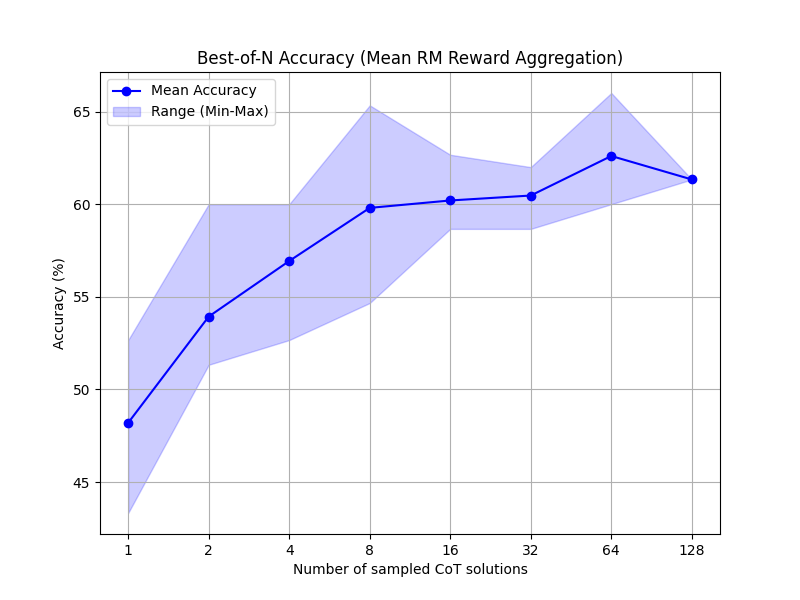 Best-of-N Accuracy (Mean RM Reward Aggregation)
Mean Accuracy
Range (Min-Max)
65
60
55
50
45
Accuracy (%)
1 2 4 8 16 32 64 128
Number of sampled CoT solutions